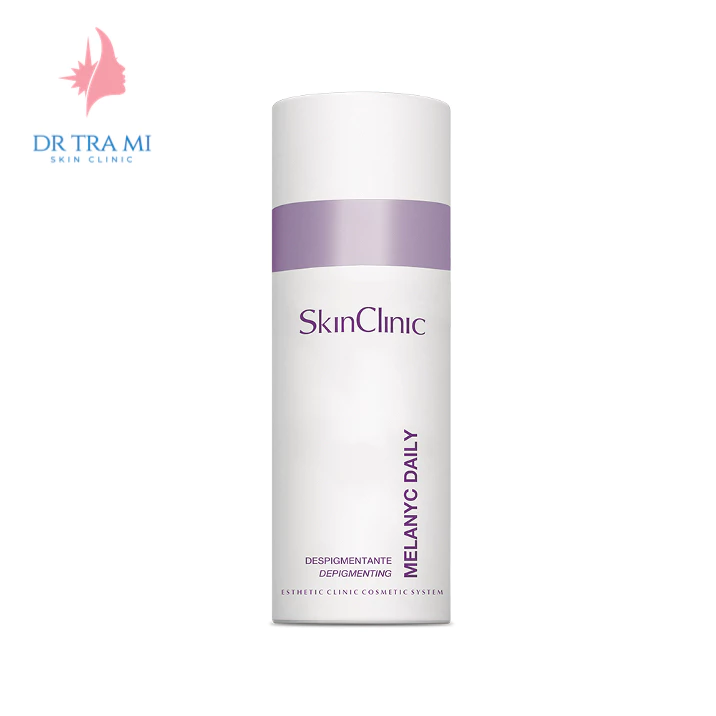 DR TRA MI
SKIN CLINIC
SkinClinic
MELANYC DAILY
DESPIGMENTANTE
DEPIGMENTING
ESTHETIC CLINIC COSMETIC SYSTEM